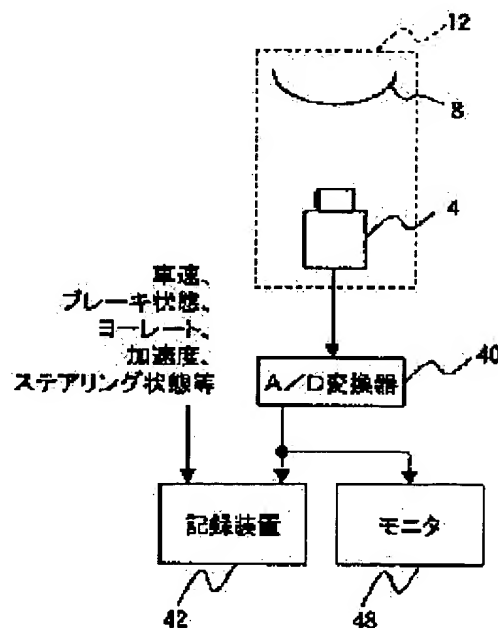 12
8
4
車速、
ブレーキ状態、
ヨーレート、
加速度、
ステアリング状態等
A/D変換器
40
記録装置
モニタ
42
48